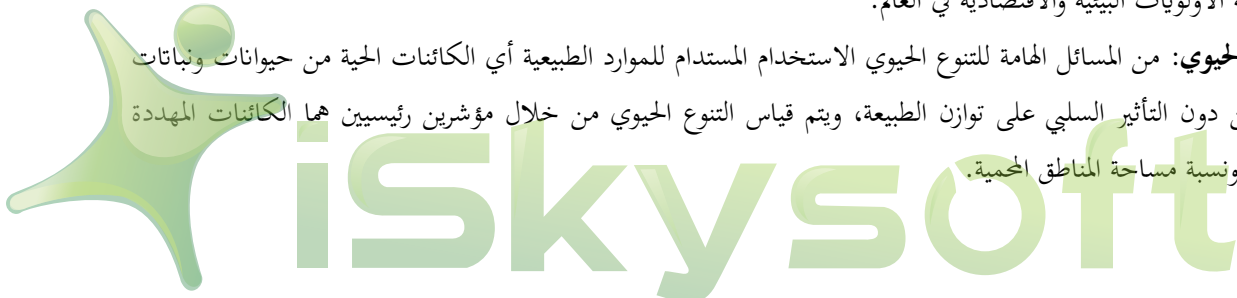 الأولويات البيئية والاقتصادية في العالم.
الحيوي: من المسائل الهامة للتنوع الحيوي الاستخدام المستدام للموارد الطبيعية أي الكائنات الحية من حيوانات ونباتات
دون التأثير السلبي على توازن الطبيعة، ويتم قياس التنوع الحيوي من خلال مؤشرين رئيسيين هما الكائنات المهددة
ونسبة مساحة المناطق المحمية.
iSkysoft